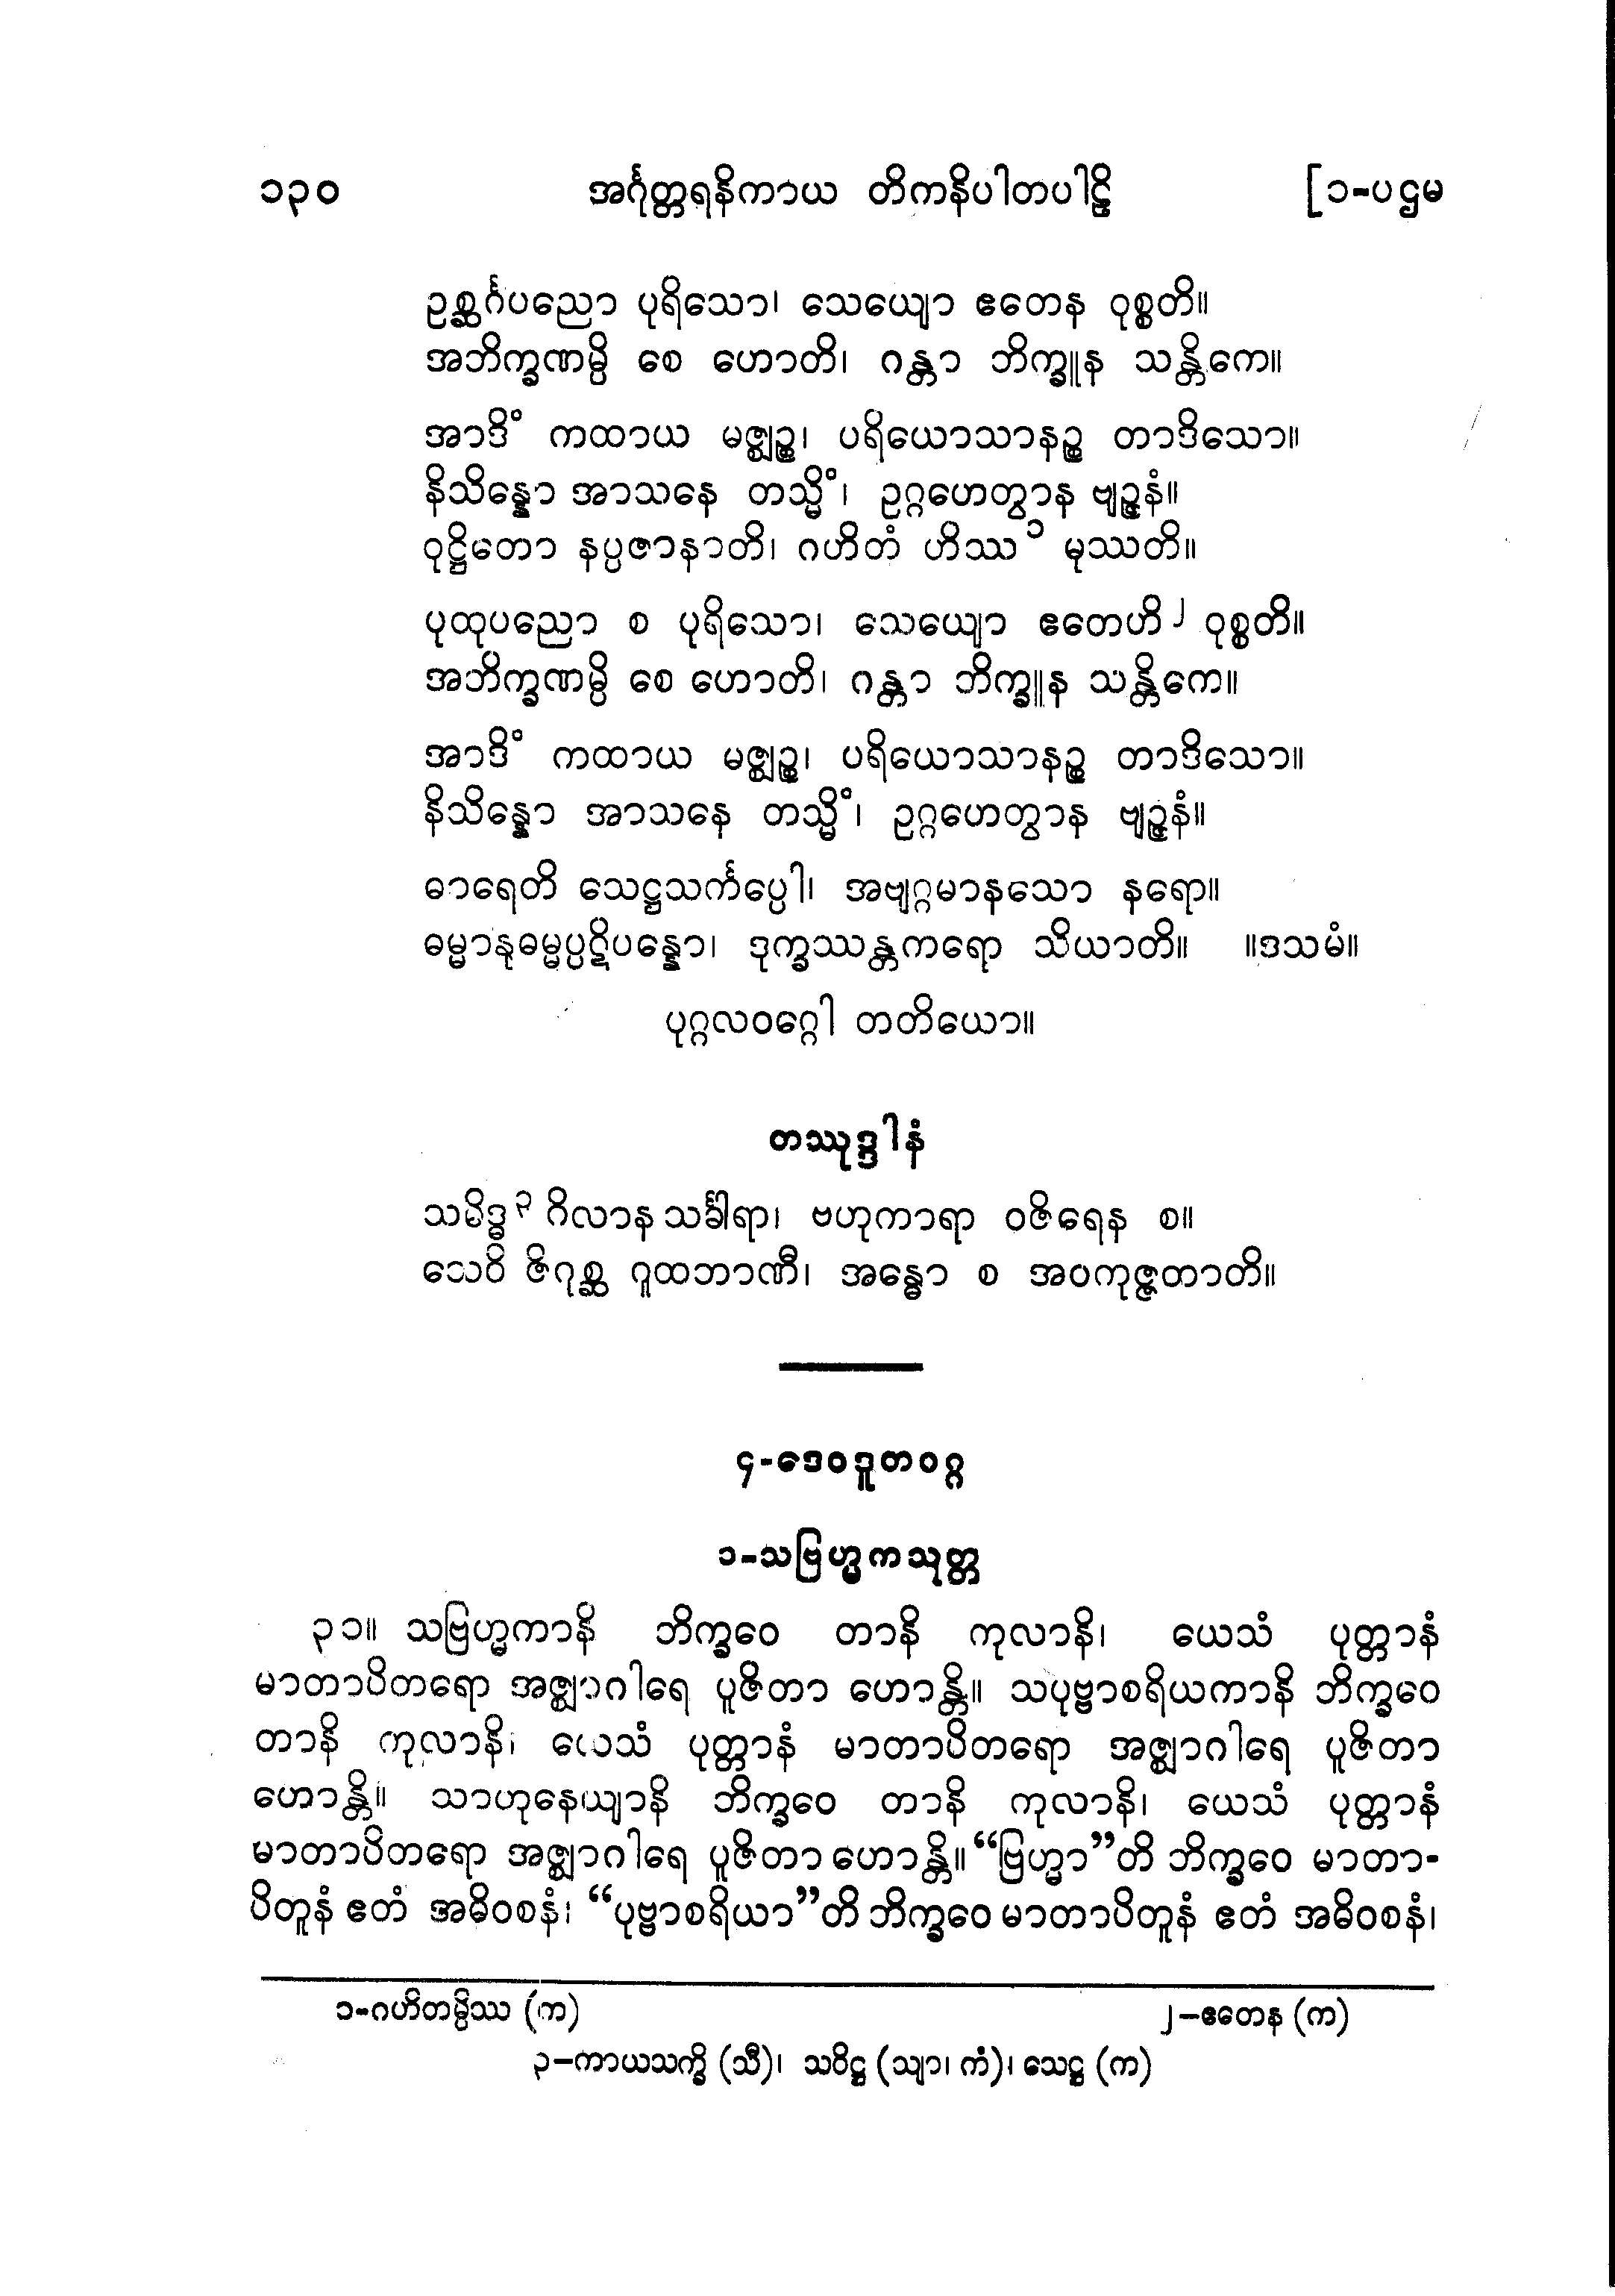 ၁၃၀ အင်္ဂုတ္တရနိကာယ တိကနိပါတပါဠိ [၁-ပဌမ
ဥစ္ဆင်္ဂပညော ပုရိသော၊ သေယျော ဧတေန ဝုစ္စတိ။
အဘိက္ခဏမ္ပိ စေ ဟောတိ၊ ဂန္တာ ဘိက္ခူန သန္တိကေ။
အာဒိံ ကထာယ မဇ္ဈဉ္စ၊ ပရိယောသာနဉ္စ တာဒိသော။
နိသိန္နော အာသနေ တသ္မိံ၊ ဥဂ္ဂဟေတွာန ဗျဉ္ဇနံ။
ဝုဋ္ဌိတော နပ္ပဇာနာတိ၊ ဂဟိတံ ဟိဿ ၁ မုဿတိ။
ပုထုပညော စ ပုရိသော၊ သေယျော ဧတေဟိ ၂ ဝုစ္စတိ။
အဘိက္ခဏမ္ပိ စေ ဟောတိ၊ ဂန္တာ ဘိက္ခူန သန္တိကေ။
အာဒိံ ကထာယ မဇ္ဈဉ္စ၊ ပရိယောသာနဉ္စ တာဒိသော။
နိသိန္နော အာသနေ တသ္မိံ၊ ဥဂ္ဂဟေတွာန ဗျဉ္ဇနံ။
ဓာရေတိ သေဋ္ဌသင်္ကပ္ပေါ၊ အဗျဂ္ဂမာနသော နရော။
ဓမ္မာနုဓမ္မပ္ပဋိပန္နော၊ ဒုက္ခဿန္တကရော သိယာတိ။ ။ဒသမံ။
ပုဂ္ဂလဝဂ္ဂေါ တတိယော။
တဿုဒ္ဒါနံ
သမိဒ္ဓ ၃ ဂိလာန သင်္ခါရာ၊ ဗဟုကာရာ ဝဇိရေန စ။
သေဝိ ဇိဂုစ္ဆ ဂူထဘာဏီ၊ အန္ဓော စ အဝကုဇ္ဇတာတိ။
၄-ဒေဝဒူတဝဂ္ဂ
၁-သဗြဟ္မကသုတ္တ
၃၁။ သဗြဟ္မကာနိ ဘိက္ခဝေ တာနိ ကုလာနိ၊ ယေသံ ပုတ္တာနံ
မာတာပိတရော အဇ္ဈာဂါရေ ပူဇိတာ ဟောန္တိ။ သပုဗ္ဗာစရိယကာနိ ဘိက္ခဝေ
တာနိ ကုလာနိ၊ ယေသံ ပုတ္တာနံ မာတာပိတရော အဇ္ဈာဂါရေ ပူဇိတာ
ဟောန္တိ။ သာဟုနေယျာနိ ဘိက္ခဝေ တာနိ ကုလာနိ၊ ယေသံ ပုတ္တာနံ
မာတာပိတရော အဇ္ဈာဂါရေ ပူဇိတာ ဟောန္တိ။ “ဗြဟ္မာ”တိ ဘိက္ခဝေ မာတာ-
ပိတူနံ ဧတံ အဓိဝစနံ၊ “ပုဗ္ဗာစရိယာ”တိ ဘိက္ခဝေ မာတာပိတူနံ ဧတံ အဓိဝစနံ၊
၁-ဂဟိတမ္ပိဿ (က) ၂-ဧတေန (က)
၃-ကာယသက္ခိ (သီ)၊ သဝိဋ္ဌ (သျာ၊ ကံ)၊ သေဋ္ဌ (က)